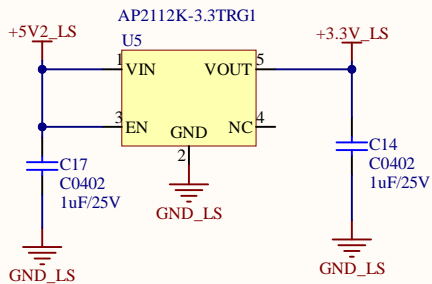 AP2112K-3.3TRG1
+5V2_LS
U5
+3.3V_LS
1 VIN VOUT 5
3 EN GND NC 4
2
C17
C0402
1uF/25V
C14
C0402
1uF/25V
GND_LS
GND_LS
GND_LS